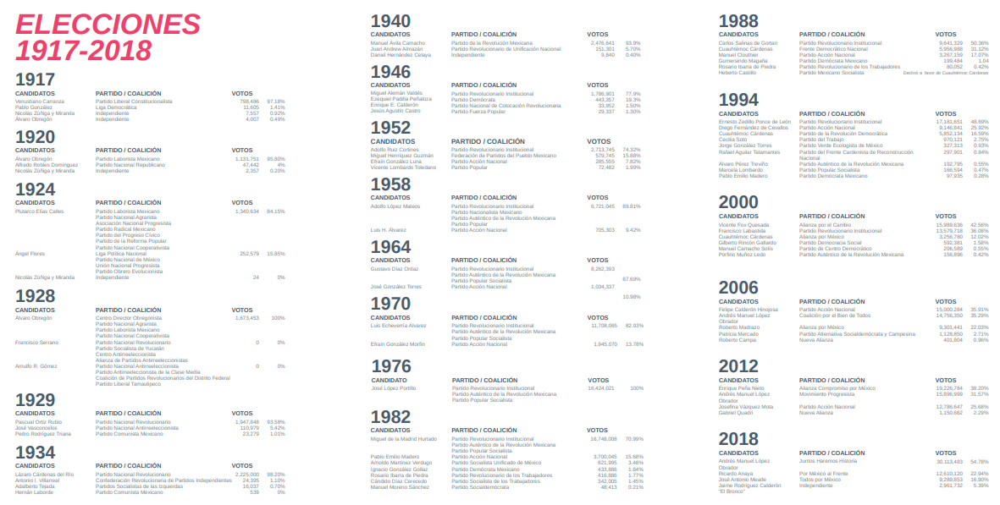 ELECCIONES
1917-2018
1917
CANDIDATOS PARTIDO / COALICIÓN VOTOS
Venustiano Carranza Partido Liberal Constitucionalista 798,486 97.18%
Pablo González Liga Democrática 11,605 1.41%
Nicolás Zúñiga y Miranda Independiente 7,557 0.92%
Álvaro Obregón Independiente 4,007 0.49%
1920
CANDIDATOS PARTIDO / COALICIÓN VOTOS
Álvaro Obregón Partido Laborista Mexicano 1,131,751 95.80%
Alfredo Robles Domínguez Partido Nacional Republicano 47,442 4%
Nicolás Zúñiga y Miranda Independiente 2,357 0.20%
1924
CANDIDATOS PARTIDO / COALICIÓN VOTOS
Plutarco Elías Calles Partido Laborista Mexicano 1,340,634 84.15%
Partido Nacional Agrarista
Asociación Nacional Progresista
Partido Radical Mexicano
Partido del Progreso Cívico
Partido de la Reforma Popular
Partido Nacional Cooperativista
Ángel Flores Liga Política Nacional 252,579 15.85%
Partido Nacional de México
Unión Nacional Progresista
Partido Obrero Evolucionista
Nicolás Zúñiga y Miranda Independiente 24 0%
1928
CANDIDATOS PARTIDO / COALICIÓN VOTOS
Álvaro Obregón Centro Director Obregonista 1,673,453 100%
Partido Nacional Agrarista
Partido Laborista Mexicano
Partido Nacional Cooperativista
Francisco Serrano Partido Nacional Revolucionario 0 0%
Partido Socialista de Yucatán
Centro Antirreeleccionista
Alianza de Partidos Antirreeleccionistas
Arnulfo R. Gómez Partido Nacional Antirreeleccionista 0 0%
Partido Antirreeleccionista de la Clase Media
Coalición de Partidos Revolucionarios del Distrito Federal
Partido Liberal Tamaulipeco
1929
CANDIDATOS PARTIDO / COALICIÓN VOTOS
Pascual Ortiz Rubio Partido Nacional Revolucionario 1,947,848 93.58%
José Vasconcelos Partido Nacional Antirreeleccionista 110,979 5.42%
Pedro Rodríguez Triana Partido Comunista Mexicano 23,279 1.01%
1934
CANDIDATOS PARTIDO / COALICIÓN VOTOS
Lázaro Cárdenas del Río Partido Nacional Revolucionario 2,225,000 98.20%
Antonio I. Villarreal Confederación Revolucionaria de Partidos Independientes 24,395 1.10%
Adalberto Tejada Partidos Socialistas de las Izquierdas 16,037 0.70%
Hernán Laborde Partido Comunista Mexicano 539 0%
1940
CANDIDATOS PARTIDO / COALICIÓN VOTOS
Manuel Ávila Camacho Partido de la Revolución Mexicana 2,476,641 93.9%
Juan Andrew Almazán Partido Revolucionario de Unificación Nacional 151,301 5.70%
Daniel Hernández Celaya Independiente 9,840 0.40%
1946
CANDIDATOS PARTIDO / COALICIÓN VOTOS
Miguel Alemán Valdés Partido Revolucionario Institucional 1,786,901 77.9%
Ezequiel Padilla Peñaloza Partido Demócrata 443,357 19.3%
Enrique E. Calderón Partido Nacional de Colocación Revolucionaria 33,952 1.50%
Jesús Agustín Castro Partido Fuerza Popular 29,337 1.30%
1952
CANDIDATOS PARTIDO / COALICIÓN VOTOS
Adolfo Ruiz Cortines Partido Revolucionario Institucional 2,713,745 74.32%
Miguel Henríquez Guzmán Federación de Partidos del Pueblo Mexicano 579,745 15.88%
Efraín González Luna Partido Acción Nacional 285,555 7.82%
Vicente Lombardo Toledano Partido Popular 72,482 1.99%
1958
CANDIDATOS PARTIDO / COALICIÓN VOTOS
Adolfo López Mateos Partido Revolucionario Institucional 6,721,045 89.81%
Partido Nacionalista Mexicano
Partido Auténtico de la Revolución Mexicana
Partido Popular
Luis H. Álvarez Partido Acción Nacional 705,303 9.42%
1964
CANDIDATOS PARTIDO / COALICIÓN VOTOS
Gustavo Díaz Ordaz Partido Revolucionario Institucional 8,262,393
Partido Auténtico de la Revolución Mexicana
Partido Popular Socialista 87.69%
José González Torres Partido Acción Nacional 1,034,337
10.98%
1970
CANDIDATOS PARTIDO / COALICIÓN VOTOS
Luis Echeverría Álvarez Partido Revolucionario Institucional 11,708,065 82.93%
Partido Auténtico de la Revolución Mexicana
Partido Popular Socialista
Efraín González Morfín Partido Acción Nacional 1,945,070 13.78%
1976
CANDIDATO PARTIDO / COALICIÓN VOTOS
José López Portillo Partido Revolucionario Institucional 16,424,021 100%
Partido Auténtico de la Revolución Mexicana
Partido Popular Socialista
1982
CANDIDATOS PARTIDO / COALICIÓN VOTOS
Miguel de la Madrid Hurtado Partido Revolucionario Institucional 16,748,006 70.99%
Partido Auténtico de la Revolución Mexicana
Partido Popular Socialista
Pablo Emilio Madero Partido Acción Nacional 3,700,045 15.68%
Arnoldo Martínez Verdugo Partido Socialista Unificado de México 821,995 3.48%
Ignacio González Gollaz Partido Demócrata Mexicano 433,886 1.84%
Rosario Ibarra de Piedra Partido Revolucionario de los Trabajadores 416,886 1.77%
Cándido Díaz Cerecedo Partido Socialista de los Trabajadores 342,005 1.45%
Manuel Moreno Sánchez Partido Socialdemócrata 48,413 0.21%
1988
CANDIDATOS PARTIDO / COALICIÓN VOTOS
Carlos Salinas de Gortari Partido Revolucionario Institucional 9,641,329 50.36%
Cuauhtémoc Cárdenas Frente Democrático Nacional 5,956,988 31.12%
Manuel Clouthier Partido Acción Nacional 3,267,159 17.07%
Gumersindo Magaña Partido Demócrata Mexicano 199,484 1.04
Rosario Ibarra de Piedra Partido Revolucionario de los Trabajadores 80,052 0.42%
Heberto Castillo Partido Mexicano Socialista Declinó a favor de Cuauhtémoc Cárdenas
1994
CANDIDATOS PARTIDO / COALICIÓN VOTOS
Ernesto Zedillo Ponce de León Partido Revolucionario Institucional 17,181,651 48.69%
Diego Fernández de Cevallos Partido Acción Nacional 9,146,841 25.92%
Cuauhtémoc Cárdenas Partido de la Revolución Democrática 5,852,134 16.59%
Cecilia Soto Partido del Trabajo 970,121 2.75%
Jorge González Torres Partido Verde Ecologista de México 327,313 0.93%
Rafael Aguilar Talamantes Partido del Frente Cardenista de Reconstrucción 297,901 0.84%
Nacional
Álvaro Pérez Treviño Partido Auténtico de la Revolución Mexicana 192,795 0.55%
Marcela Lombardo Partido Popular Socialista 166,594 0.47%
Pablo Emilio Madero Partido Demócrata Mexicano 97,935 0.28%
2000
CANDIDATOS PARTIDO / COALICIÓN VOTOS
Vicente Fox Quesada Alianza por el Cambio 15,989,636 42.56%
Francisco Labastida Partido Revolucionario Institucional 13,579,718 36.08%
Cuauhtémoc Cárdenas Alianza por México 3,256,780 12.02%
Gilberto Rincón Gallardo Partido Democracia Social 592,381 1.58%
Manuel Camacho Solís Partido de Centro Democrático 206,589 0.55%
Porfirio Muñoz Ledo Partido Auténtico de la Revolución Mexicana 156,896 0.42%
2006
CANDIDATOS PARTIDO / COALICIÓN VOTOS
Felipe Calderón Hinojosa Partido Acción Nacional 15,000,284 35.91%
Andrés Manuel López Coalición por el Bien de Todos 14,756,350 35.29%
Obrador
Roberto Madrazo Alianza por México 9,301,441 22.03%
Patricia Mercado Partido Alternativa Socialdemócrata y Campesina 1,128,850 2.71%
Roberto Campa Nueva Alianza 401,804 0.96%
2012
CANDIDATOS PARTIDO / COALICIÓN VOTOS
Enrique Peña Nieto Alianza Compromiso por México 19,226,784 38.20%
Andrés Manuel López Movimiento Progresista 15,896,999 31.57%
Obrador
Josefina Vázquez Mota Partido Acción Nacional 12,786,647 25.68%
Gabriel Quadri Nueva Alianza 1,150,662 2.29%
2018
CANDIDATOS PARTIDO / COALICIÓN VOTOS
Andrés Manuel López Juntos Haremos Historia 30,113,483 54.78%
Obrador
Ricardo Anaya Por México al Frente 12,610,120 22.94%
José Antonio Meade Todos por México 9,289,853 16.90%
Jaime Rodríguez Calderón Independiente 2,961,732 5.39%
"El Bronco"